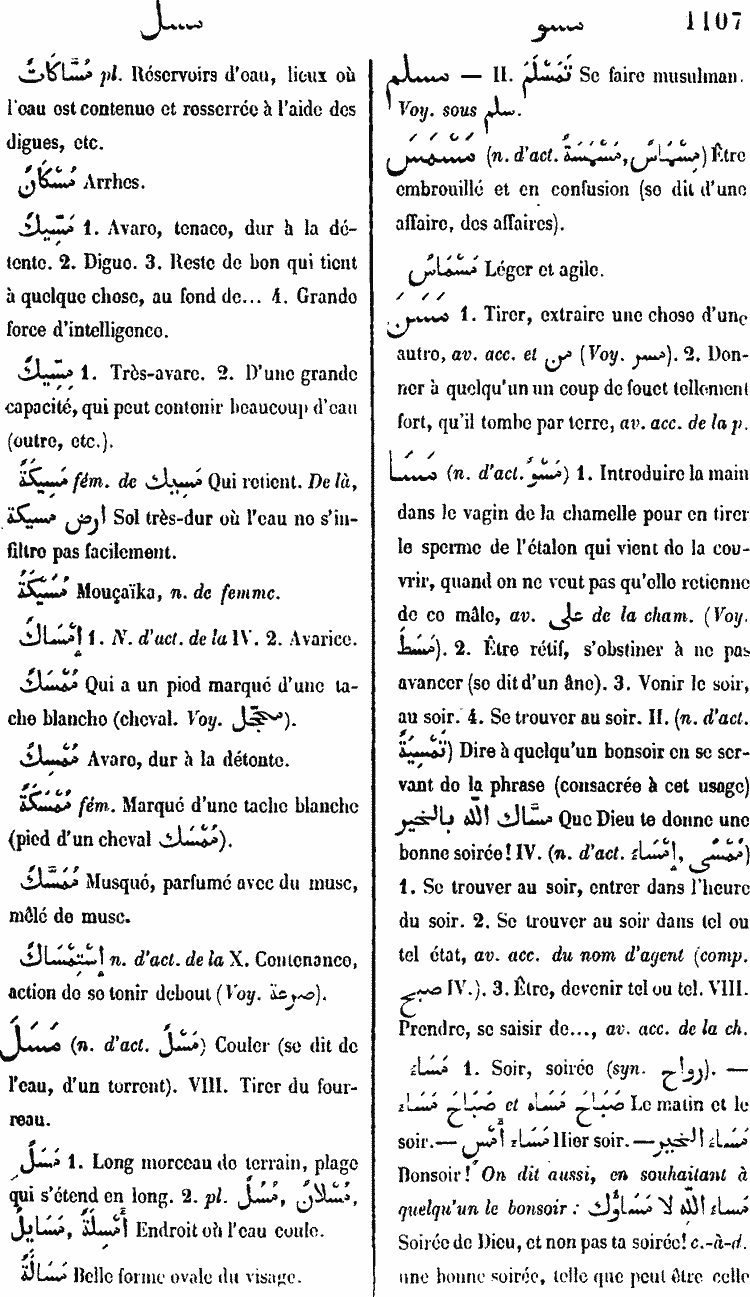 مسل
مسو
1107
مُسَّاكَاتٌ pl. Réservoirs d'eau, lieux où
l'eau est contenue et resserrée à l'aide des
digues, etc.
مُسْكَانٌ Arrhes.
مَسِّيكٌ 1. Avare, tenace, dur à la dé-
tente. 2. Digue. 3. Reste de bon qui tient
à quelque chose, au fond de... 4. Grande
force d'intelligence.
مِسِّيكٌ 1. Très-avare. 2. D'une grande
capacité, qui peut contenir beaucoup d'eau
(outre, etc.).
مَسِيكَةٌ fém. de مَسِيك Qui retient. De là,
ارض مسيكة Sol très-dur où l'eau ne s'in-
filtre pas facilement.
مُسَيْكَةٌ Mouçaïka, n. de femme.
إِمْسَاكٌ 1. N. d'act. de la IV. 2. Avarice.
مُمْسَكٌ Qui a un pied marqué d'une ta-
che blanche (cheval. Voy. محجّل).
مُمْسِكٌ Avare, dur à la détente.
مُمْسَكَةٌ fém. Marqué d'une tache blanche
(pied d'un cheval مُمْسَك).
مُمَسَّكٌ Musqué, parfumé avec du musc,
mêlé de musc.
إِسْتِمْسَاكٌ n. d'act. de la X. Contenance,
action de se tenir debout (Voy. صرعة).
مَسَلَ (n. d'act. مَسْلٌ) Couler (se dit de
l'eau, d'un torrent). VIII. Tirer du four-
reau.
مَسَلٌ 1. Long morceau de terrain, plage
qui s'étend en long. 2. pl. مُسْلٌ, مُسْلَانٌ,
أَمْسِلَةٌ, مَسَايِلُ Endroit où l'eau coule.
مَسَالَةٌ Belle forme ovale du visage.
مسلم — II. تَمَسْلَمَ Se faire musulman.
Voy. sous سلم.
مَسْمَسَ (n. d'act. مَسْمَسَةٌ, مِسْمَاسٌ) Être
embrouillé et en confusion (se dit d'une
affaire, des affaires).
مَسْمَاسٌ Léger et agile.
مَسَنَ 1. Tirer, extraire une chose d'une
autre, av. acc. et من (Voy. مسر). 2. Don-
ner à quelqu'un un coup de fouet tellement
fort, qu'il tombe par terre, av. acc. de la p.
مَسَا (n. d'act. مَسْوٌ) 1. Introduire la main
dans le vagin de la chamelle pour en tirer
le sperme de l'étalon qui vient de la cou-
vrir, quand on ne veut pas qu'elle retienne
de ce mâle, av. على de la cham. (Voy.
مَسَطَ). 2. Être rétif, s'obstiner à ne pas
avancer (se dit d'un âne). 3. Venir le soir,
au soir. 4. Se trouver au soir. II. (n. d'act.
تَمْسِيَةٌ) Dire à quelqu'un bonsoir en se ser-
vant de la phrase (consacrée à cet usage)
مسَّاك اللّه بالخير Que Dieu te donne une
bonne soirée! IV. (n. d'act. إِمْسَاء, مُمْسًى)
1. Se trouver au soir, entrer dans l'heure
du soir. 2. Se trouver au soir dans tel ou
tel état, av. acc. du nom d'agent (comp.
صبح IV.). 3. Être, devenir tel ou tel. VIII.
Prendre, se saisir de..., av. acc. de la ch.
مَسَاء 1. Soir, soirée (syn. رواح). —
صَبَاحَ مَسَاءَ et صَبَاحَ مَسَاءٍ Le matin et le
soir.— مَسَاءَ أَمْسِ Hier soir. — مَسَاءَ الخير
Bonsoir! On dit aussi, en souhaitant à
quelqu'un le bonsoir: مَسَاء اللّه لا مَسَاؤُك
Soirée de Dieu, et non pas ta soirée! c.-à-d.
une bonne soirée, telle que peut être celle